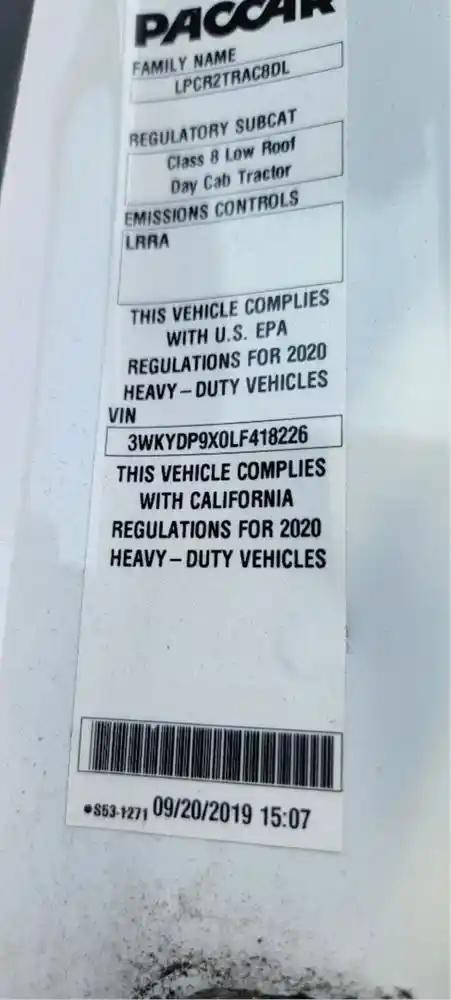 PACCAR
FAMILY NAME
LPCR2TRAC8DL
REGULATORY SUBCAT
Class 8 Low Roof
Day Cab Tractor
EMISSIONS CONTROLS
LRRA
THIS VEHICLE COMPLIES
WITH U.S. EPA
REGULATIONS FOR 2020
HEAVY-DUTY VEHICLES
VIN
3WKYDP9X0LF418226
THIS VEHICLE COMPLIES
WITH CALIFORNIA
REGULATIONS FOR 2020
HEAVY-DUTY VEHICLES
•S53-1271 09/20/2019 15:07